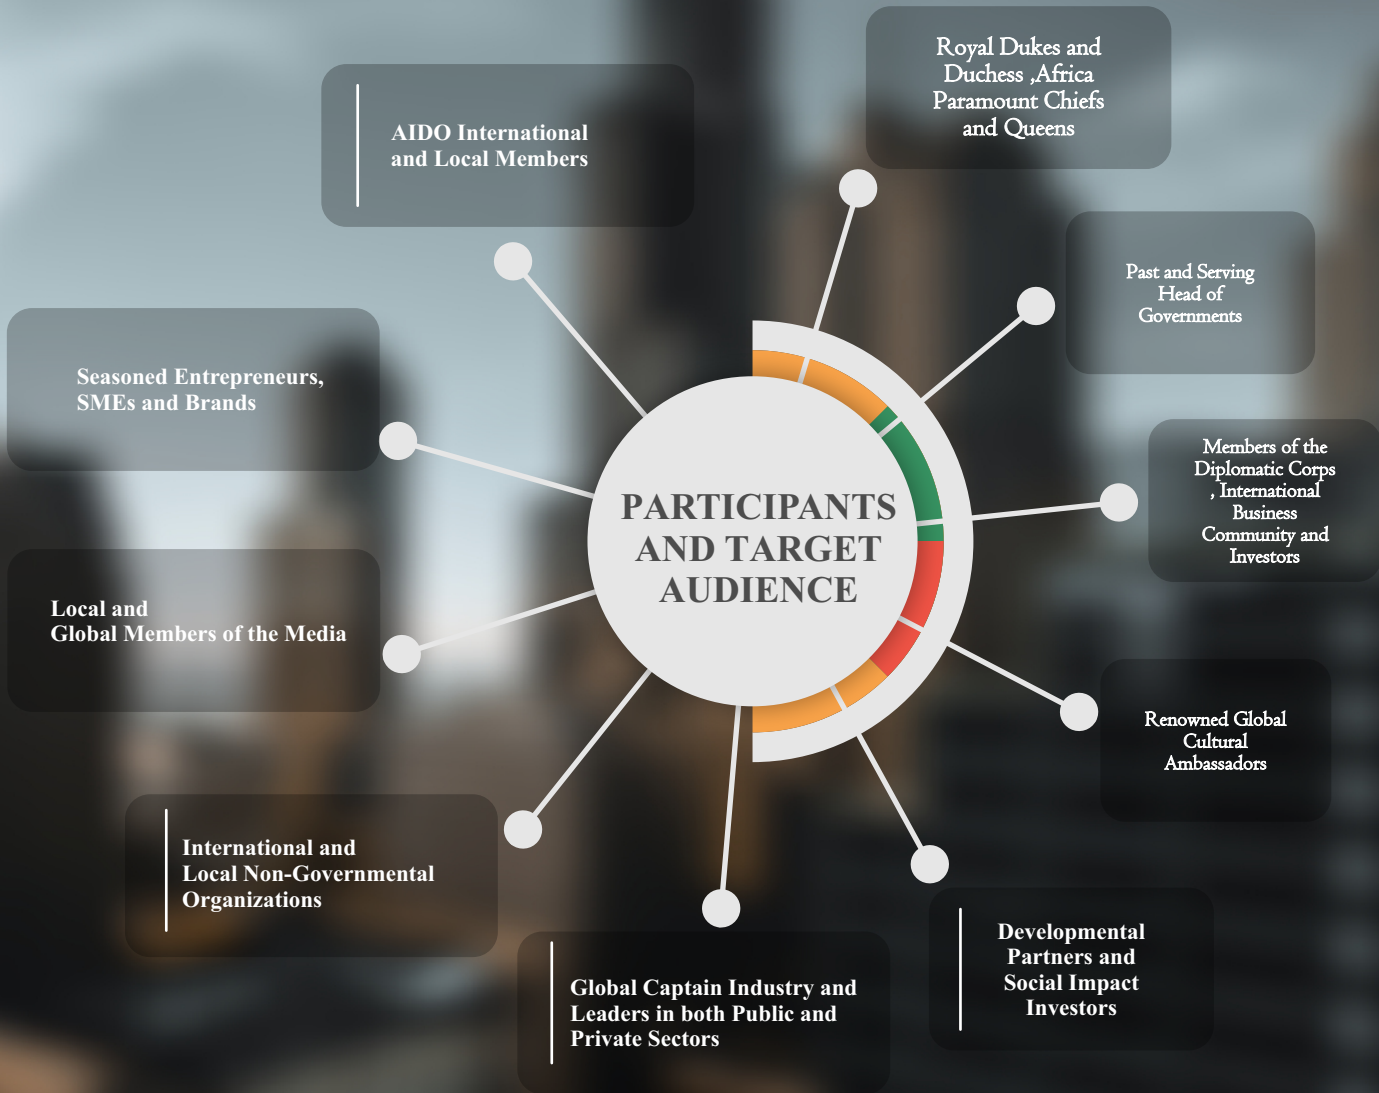 PARTICIPANTS
AND TARGET
AUDIENCE
Royal Dukes and
Duchess ,Africa
Paramount Chiefs
and Queens
Past and Serving
Head of
Governments
Members of the
Diplomatic Corps
, International
Business
Community and
Investors
Renowned Global
Cultural
Ambassadors
Developmental
Partners and
Social Impact
Investors
Global Captain Industry and
Leaders in both Public and
Private Sectors
International and
Local Non-Governmental
Organizations
Local and
Global Members of the Media
Seasoned Entrepreneurs,
SMEs and Brands
AIDO International
and Local Members